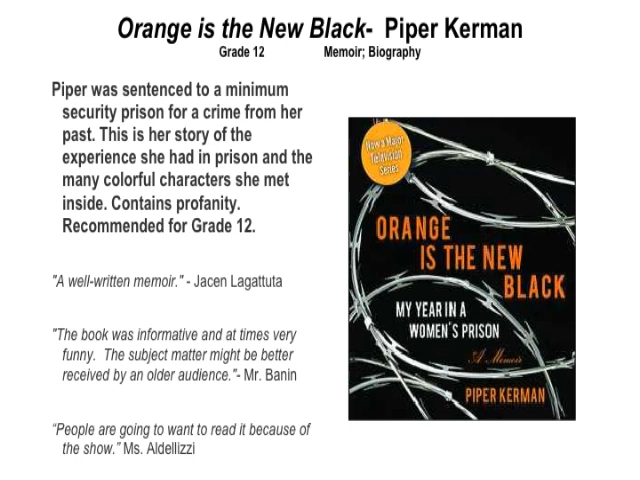 Orange is the New Black-  Piper Kerman
Grade 12 Memoir; Biography
Piper was sentenced to a minimum
security prison for a crime from her
past. This is her story of the
experience she had in prison and the
many colorful characters she met
inside. Contains profanity.
Recommended for Grade 12.
"A well-written memoir." - Jacen Lagattuta
"The book was informative and at times very
funny.  The subject matter might be better
received by an older audience."- Mr. Banin
“People are going to want to read it because of
the show.” Ms. Aldellizzi
Now a Major
Television
Series
ORANGE
IS THE NEW
BLACK
MY YEAR IN A
WOMEN'S PRISON
A Memoir
PIPER KERMAN